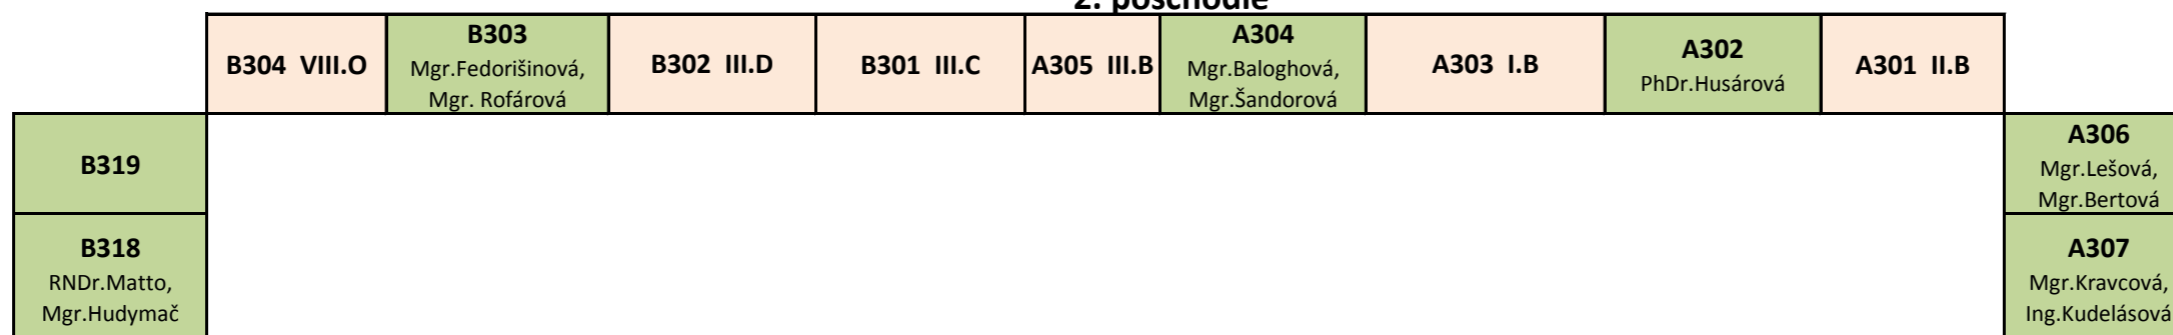 2. poschodie
B304 VIII.O
B303
Mgr.Fedorišinová,
Mgr. Rofárová
B302 III.D
B301 III.C
A305 III.B
A304
Mgr.Baloghová,
Mgr.Šandorová
A303 I.B
A302
PhDr.Husárová
A301 II.B
B319
A306
Mgr.Lešová,
Mgr.Bertová
B318
RNDr.Matto,
Mgr.Hudymač
A307
Mgr.Kravcová,
Ing.Kudelásová